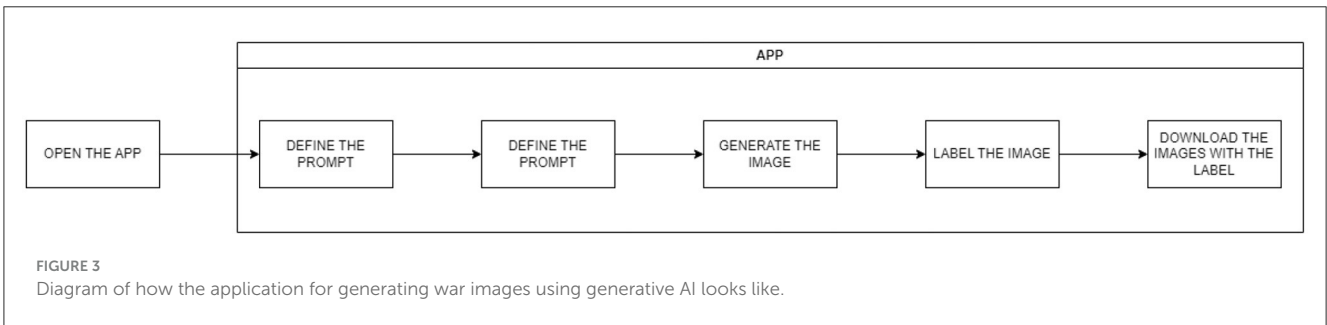 APP
OPEN THE APP
DEFINE THE
PROMPT
DEFINE THE
PROMPT
GENERATE THE
IMAGE
LABEL THE IMAGE
DOWNLOAD THE
IMAGES WITH THE
LABEL
FIGURE 3
Diagram of how the application for generating war images using generative AI looks like.